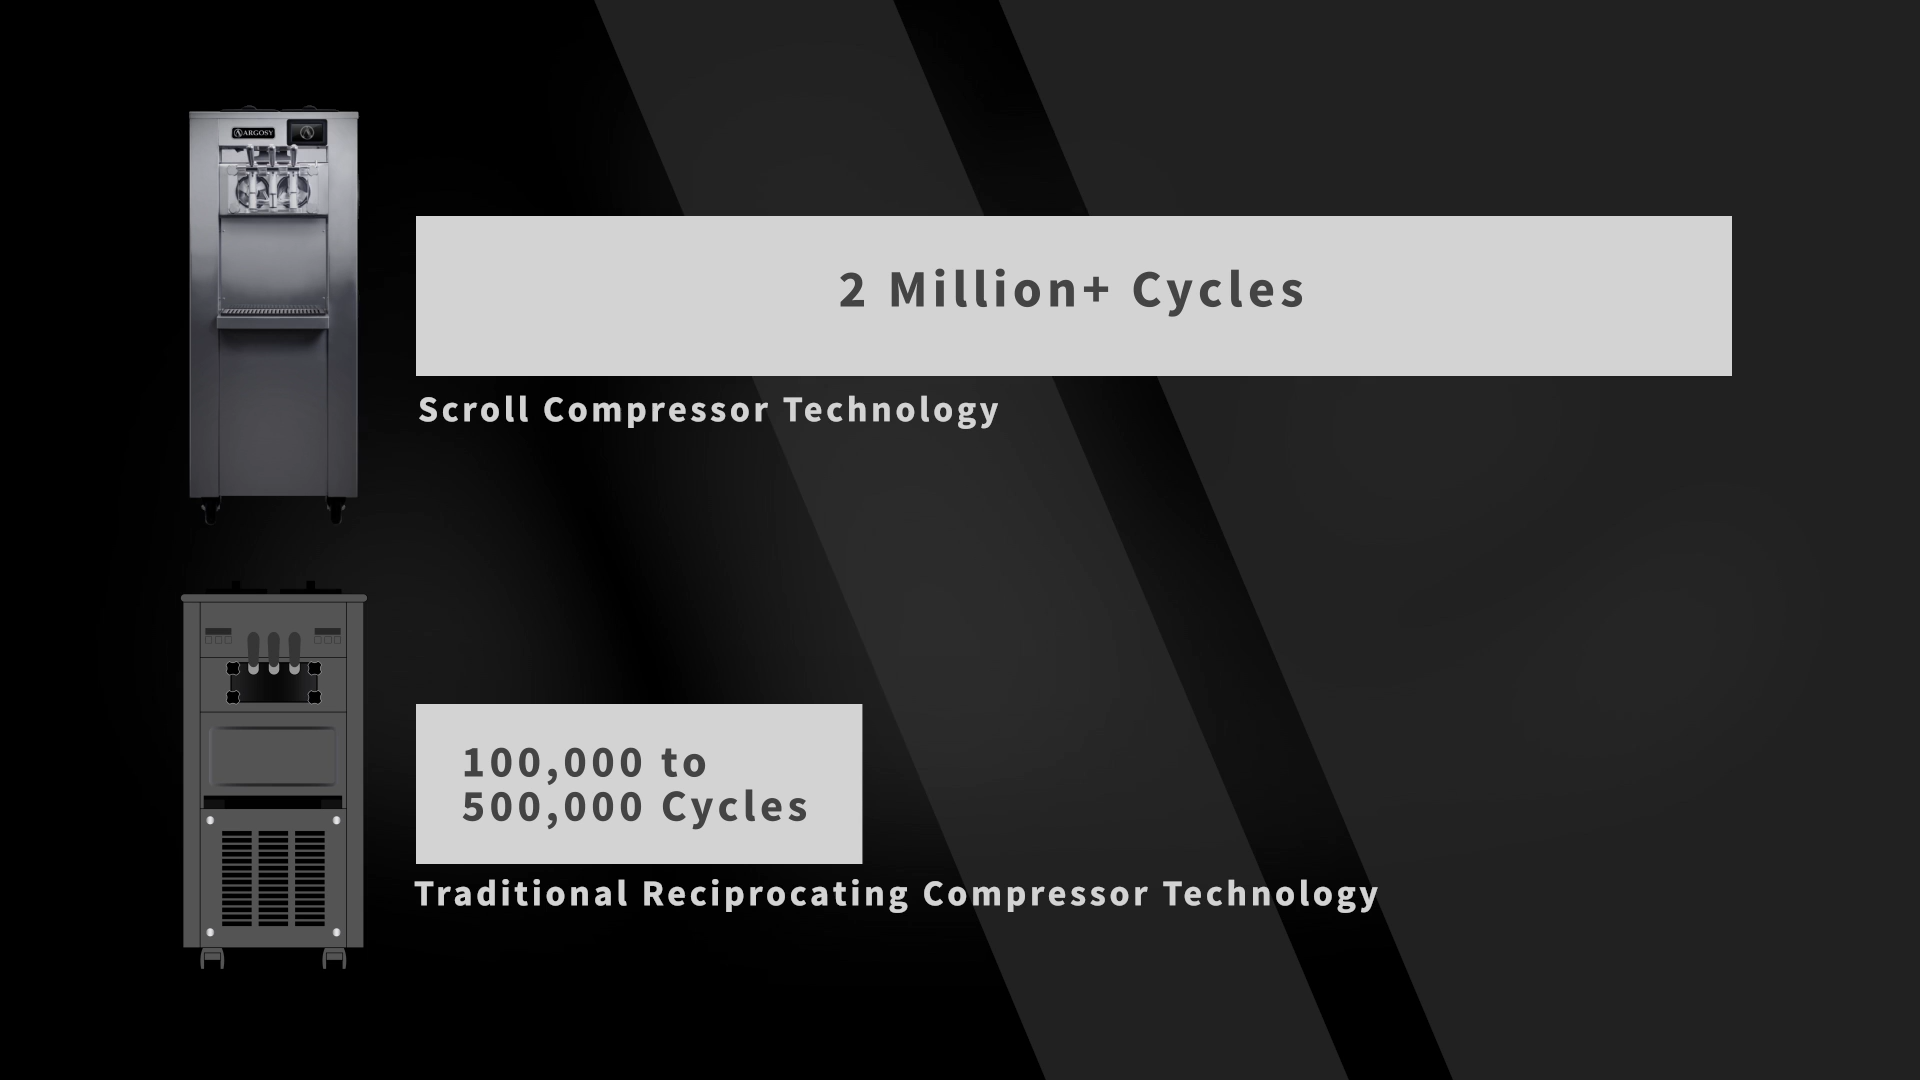 ARGOSY
2 Million+ Cycles
Scroll Compressor Technology
100,000 to
500,000 Cycles
Traditional Reciprocating Compressor Technology